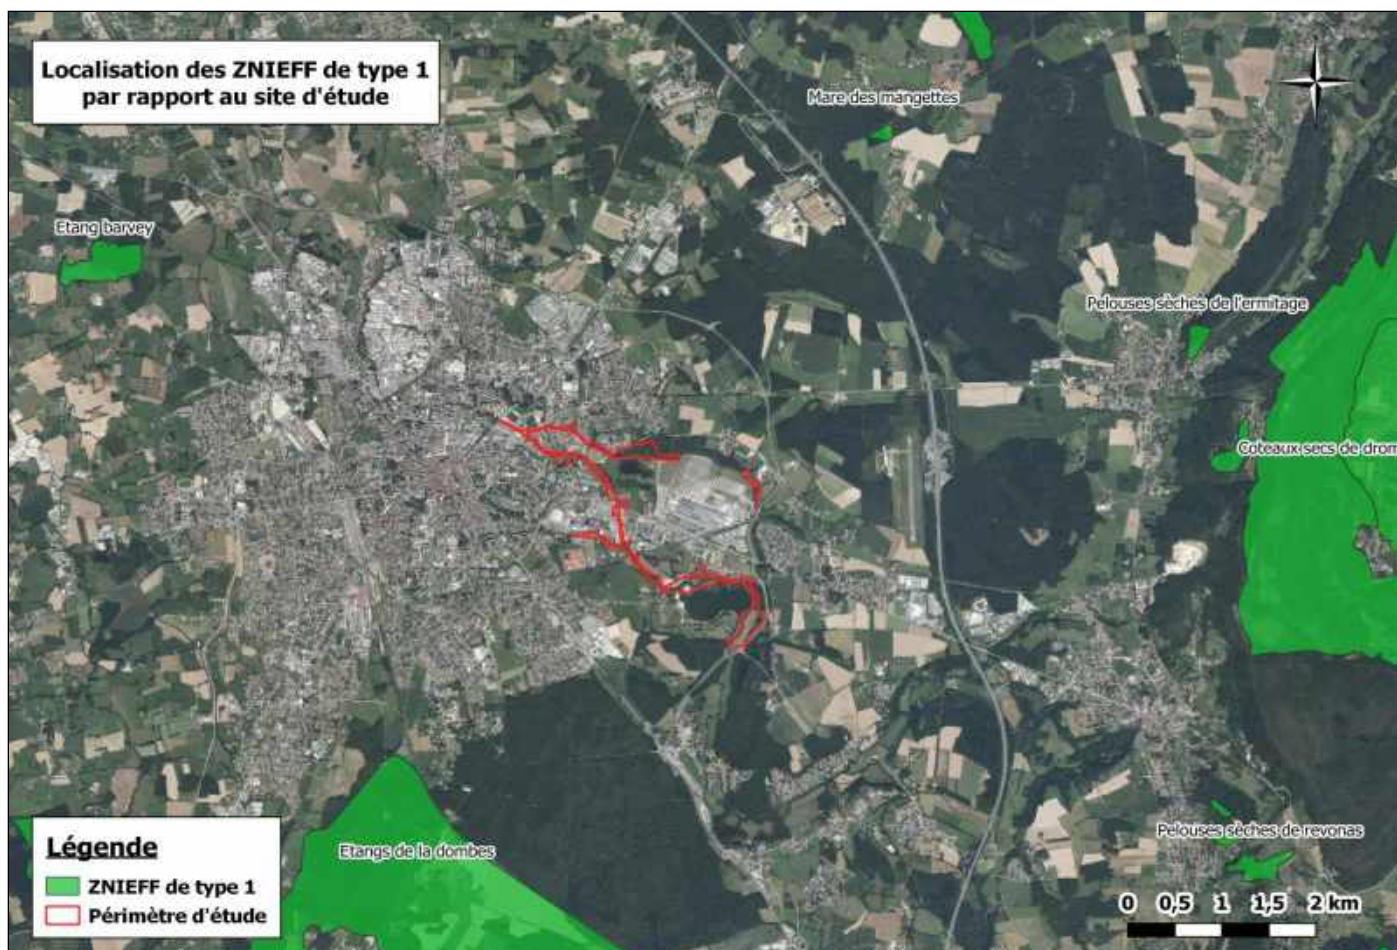 Localisation des ZNIEFF de type 1
par rapport au site d'étude
Mare des mangettes
Etang barvey
Pelouses sèches de l'ermitage
Coteaux secs de drom
Etangs de la dombes
Pelouses sèches de revonas
Légende
ZNIEFF de type 1
Périmètre d'étude
0 0,5 1 1,5 2 km